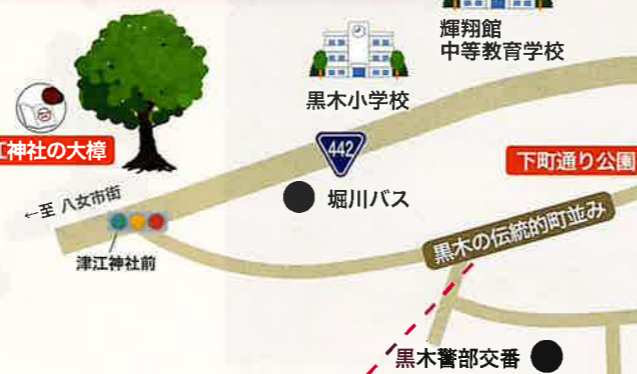 輝翔館
中等教育学校
黒木小学校
江神社の大樟
442
下町通り公園
←至 八女市街
堀川バス
津江神社前
黒木の伝統的町並み
黒木警部交番